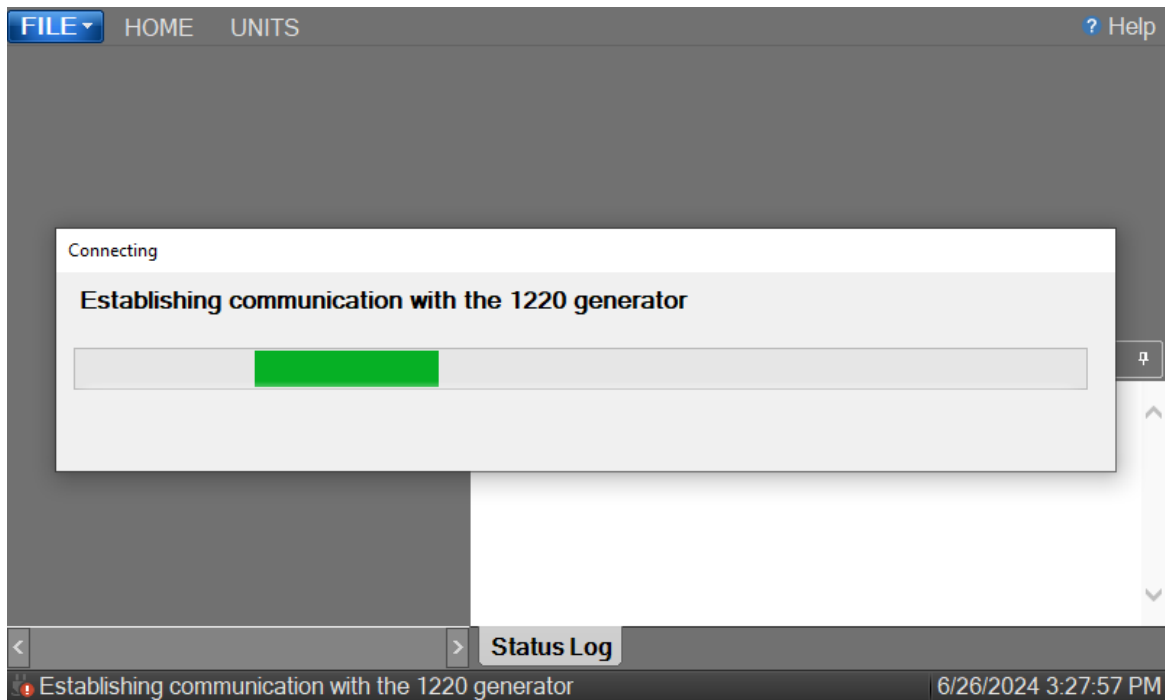 FILE HOME UNITS ? Help
Connecting
Establishing communication with the 1220 generator
Status Log
Establishing communication with the 1220 generator 6/26/2024 3:27:57 PM